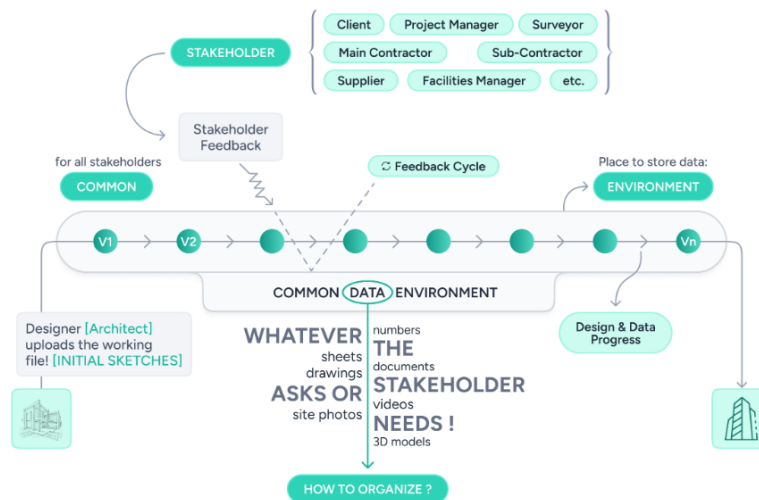 STAKEHOLDER
Client
Project Manager
Surveyor
Main Contractor
Sub-Contractor
Supplier
Facilities Manager
etc.
Stakeholder
Feedback
for all stakeholders
COMMON
Feedback Cycle
Place to store data:
ENVIRONMENT
V1
V2
Vn
COMMON DATA ENVIRONMENT
Designer [Architect]
uploads the working
file! [INITIAL SKETCHES]
WHATEVER
numbers
THE
sheets
documents
drawings
STAKEHOLDER
ASKS OR
videos
site photos
NEEDS !
3D models
Design & Data
Progress
HOW TO ORGANIZE ?